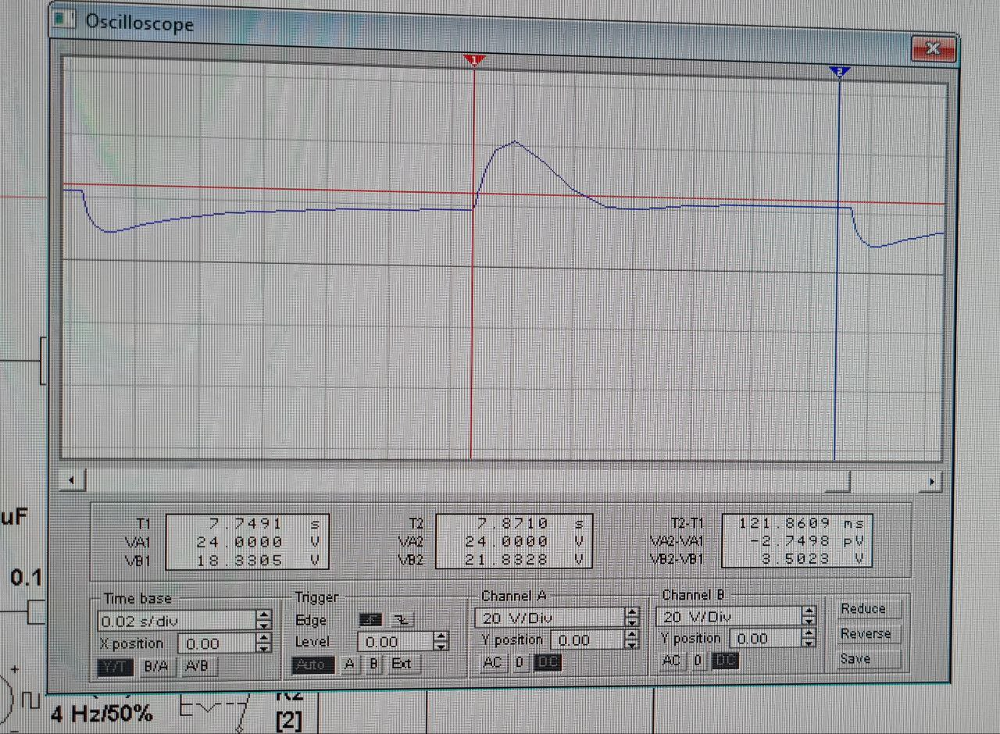 Oscilloscope
1
2
uF
0.1
T1 7.7491 s
VA1 24.0000 V
VB1 18.3305 V
T2 7.8710 s
VA2 24.0000 V
VB2 21.8328 V
T2-T1 121.8609 ms
VA2-VA1 -2.7498 pV
VB2-VB1 3.5023 V
Time base
0.02 s/div
X position 0.00
Y/T B/A A/B
Trigger
Edge
Level 0.00
Auto A B Ext
Channel A
20 V/Div
Y position 0.00
AC 0 DC
Channel B
20 V/Div
Y position 0.00
AC 0 DC
Reduce
Reverse
Save
+
4 Hz/50%
R2
[2]